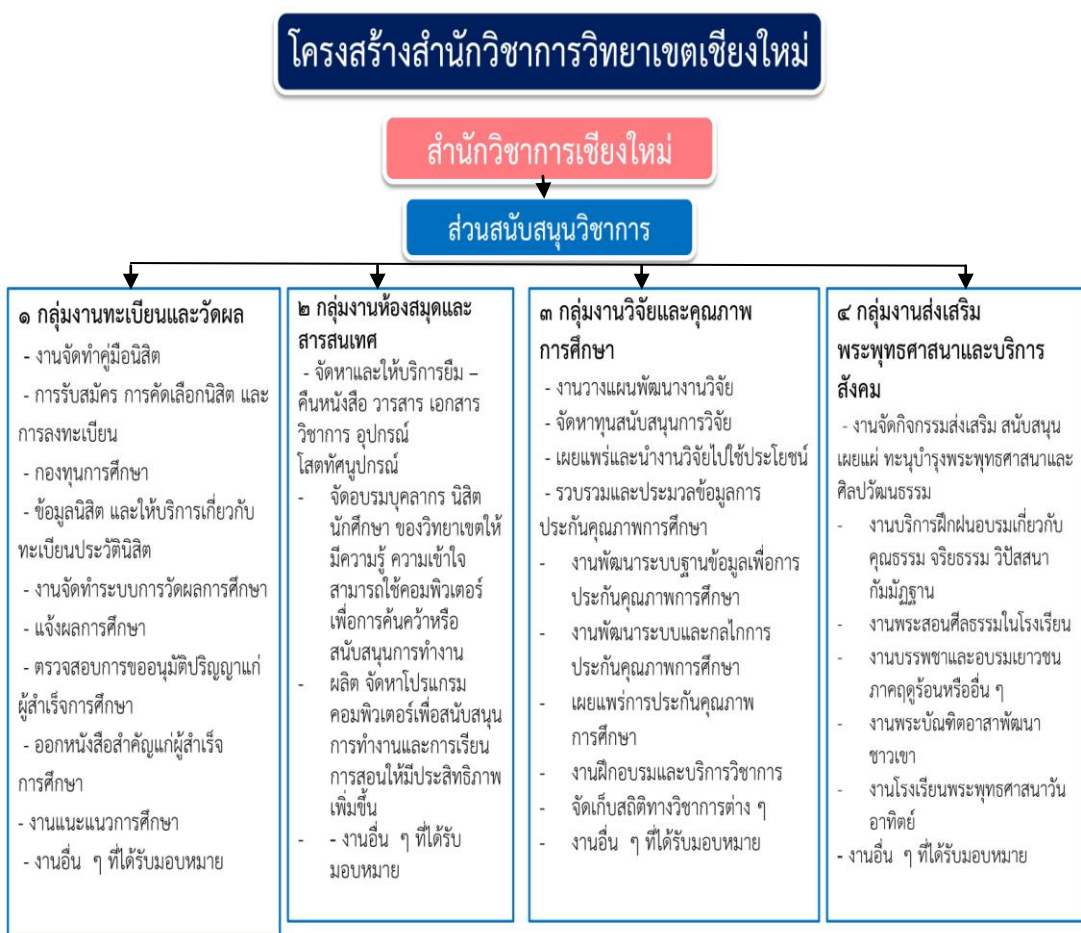 โครงสร้างสำนักวิชาการวิทยาเขตเชียงใหม่
สำนักวิชาการเชียงใหม่
ส่วนสนับสนุนวิชาการ
๑ กลุ่มงานทะเบียนและวัดผล
- งานจัดทำคู่มือนิสิต
- การรับสมัคร การคัดเลือกนิสิต และ
การลงทะเบียน
- กองทุนการศึกษา
- ข้อมูลนิสิต และให้บริการเกี่ยวกับ
ทะเบียนประวัตินิสิต
- งานจัดทำระบบการวัดผลการศึกษา
- แจ้งผลการศึกษา
- ตรวจสอบการขออนุมัติปริญญาแก่
ผู้สำเร็จการศึกษา
- ออกหนังสือสำคัญแก่ผู้สำเร็จ
การศึกษา
- งานแนะแนวการศึกษา
- งานอื่น ๆ ที่ได้รับมอบหมาย
๒ กลุ่มงานห้องสมุดและ
สารสนเทศ
- จัดหาและให้บริการยืม –
คืนหนังสือ วารสาร เอกสาร
วิชาการ อุปกรณ์
โสตทัศนูปกรณ์
- จัดอบรมบุคลากร นิสิต
นักศึกษา ของวิทยาเขตให้
มีความรู้ ความเข้าใจ
สามารถใช้คอมพิวเตอร์
เพื่อการค้นคว้าหรือ
สนับสนุนการทำงาน
- ผลิต จัดหาโปรแกรม
คอมพิวเตอร์เพื่อสนับสนุน
การทำงานและการเรียน
การสอนให้มีประสิทธิภาพ
เพิ่มขึ้น
- - งานอื่น ๆ ที่ได้รับ
มอบหมาย
๓ กลุ่มงานวิจัยและคุณภาพ
การศึกษา
- งานวางแผนพัฒนางานวิจัย
- จัดหาทุนสนับสนุนการวิจัย
- เผยแพร่และนำงานวิจัยไปใช้ประโยชน์
- รวบรวมและประมวลข้อมูลการ
ประกันคุณภาพการศึกษา
- งานพัฒนาระบบฐานข้อมูลเพื่อการ
ประกันคุณภาพการศึกษา
- งานพัฒนาระบบและกลไกการ
ประกันคุณภาพการศึกษา
- เผยแพร่การประกันคุณภาพ
การศึกษา
- งานฝึกอบรมและบริการวิชาการ
- จัดเก็บสถิติทางวิชาการต่าง ๆ
- งานอื่น ๆ ที่ได้รับมอบหมาย
๔ กลุ่มงานส่งเสริม
พระพุทธศาสนาและบริการ
สังคม
- งานจัดกิจกรรมส่งเสริม สนับสนุน
เผยแผ่ ทะนุบำรุงพระพุทธศาสนาและ
ศิลปวัฒนธรรม
- งานบริการฝึกฝนอบรมเกี่ยวกับ
คุณธรรม จริยธรรม วิปัสสนา
กัมมัฏฐาน
- งานพระสอนศีลธรรมในโรงเรียน
- งานบรรพชาและอบรมเยาวชน
ภาคฤดูร้อนหรืออื่น ๆ
- งานพระบัณฑิตอาสาพัฒนา
ชาวเขา
- งานโรงเรียนพระพุทธศาสนาวัน
อาทิตย์
- งานอื่น ๆ ที่ได้รับมอบหมาย